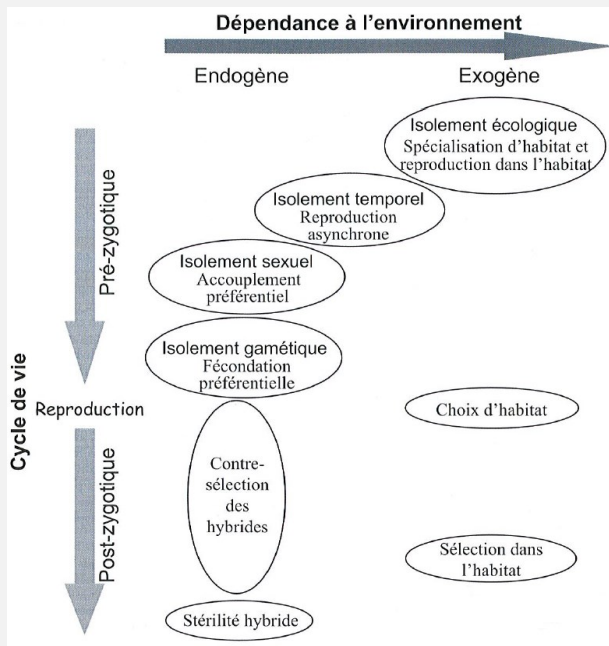 Dépendance à l'environnement
Endogène
Exogène
Isolement écologique
Spécialisation d'habitat et
reproduction dans l'habitat
Isolement temporel
Reproduction
asynchrone
Isolement sexuel
Accouplement
préférentiel
Isolement gamétique
Fécondation
préférentielle
Cycle de vie
Pré-zygotique
Reproduction
Post-zygotique
Choix d'habitat
Contre-
sélection
des
hybrides
Sélection dans
l'habitat
Stérilité hybride